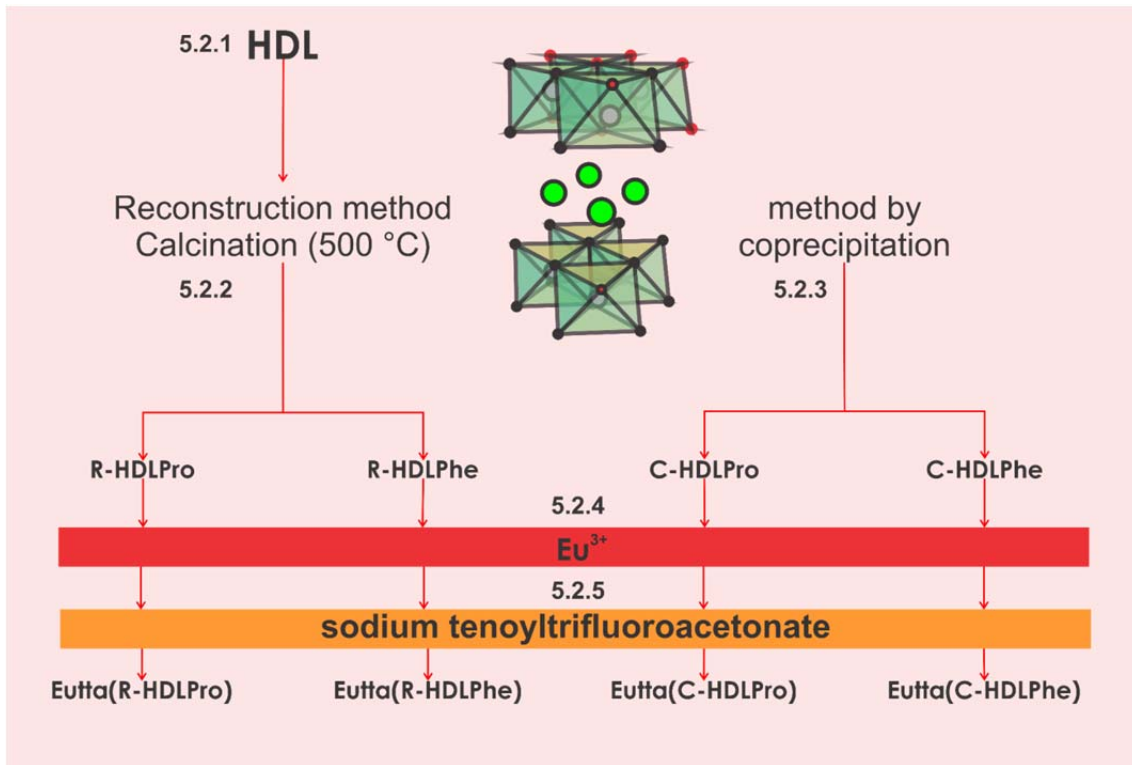 5.2.1 HDL
Reconstruction method
Calcination (500 °C)
5.2.2
method by
coprecipitation
5.2.3
R-HDLPro
R-HDLPhe
C-HDLPro
C-HDLPhe
5.2.4
Eu³⁺
5.2.5
sodium tenoyltrifluoroacetonate
Eutta(R-HDLPro)
Eutta(R-HDLPhe)
Eutta(C-HDLPro)
Eutta(C-HDLPhe)